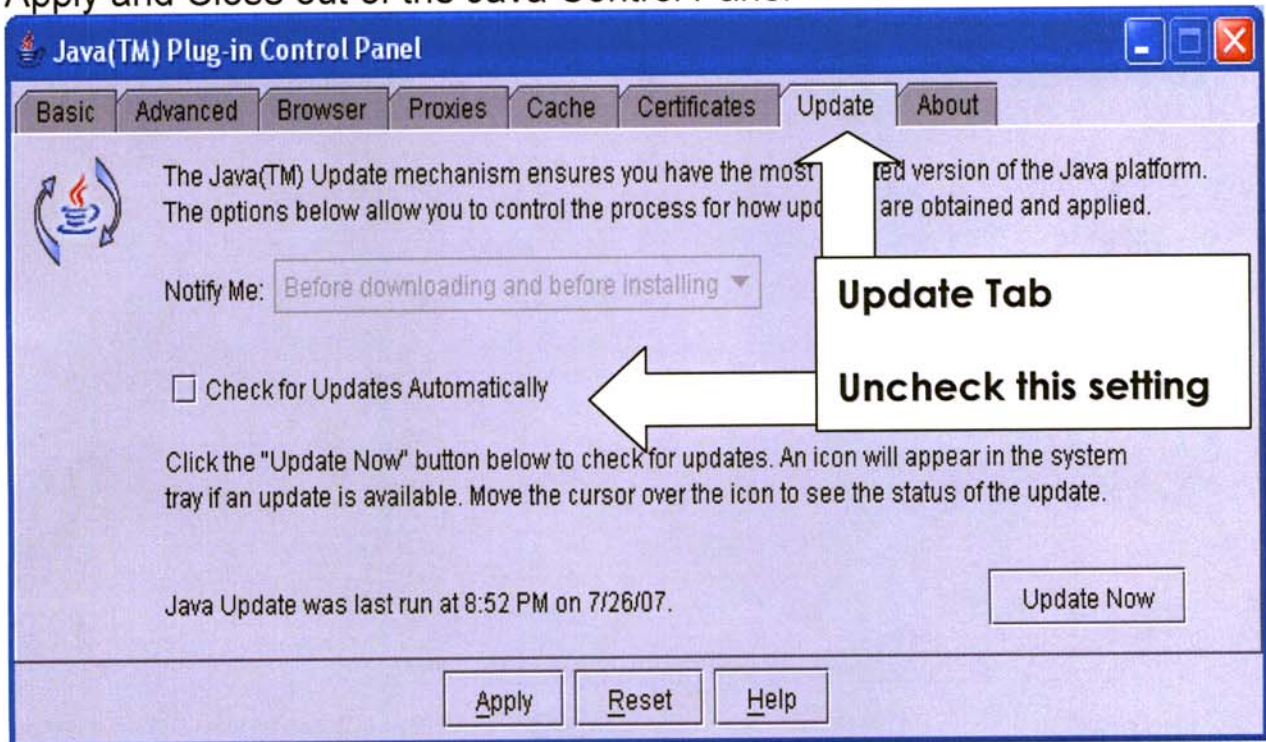 Apply and Close out of the Java Control Panel
Java(TM) Plug-in Control Panel
Basic Advanced Browser Proxies Cache Certificates Update About
The Java(TM) Update mechanism ensures you have the most version of the Java platform.
The options below allow you to control the process for how are obtained and applied.
Notify Me: Before downloading and before installing
Update Tab
Check for Updates Automatically
Uncheck this setting
Click the "Update Now" button below to check for updates. An icon will appear in the system
tray if an update is available. Move the cursor over the icon to see the status of the update.
Java Update was last run at 8:52 PM on 7/26/07.
Update Now
Apply Reset Help